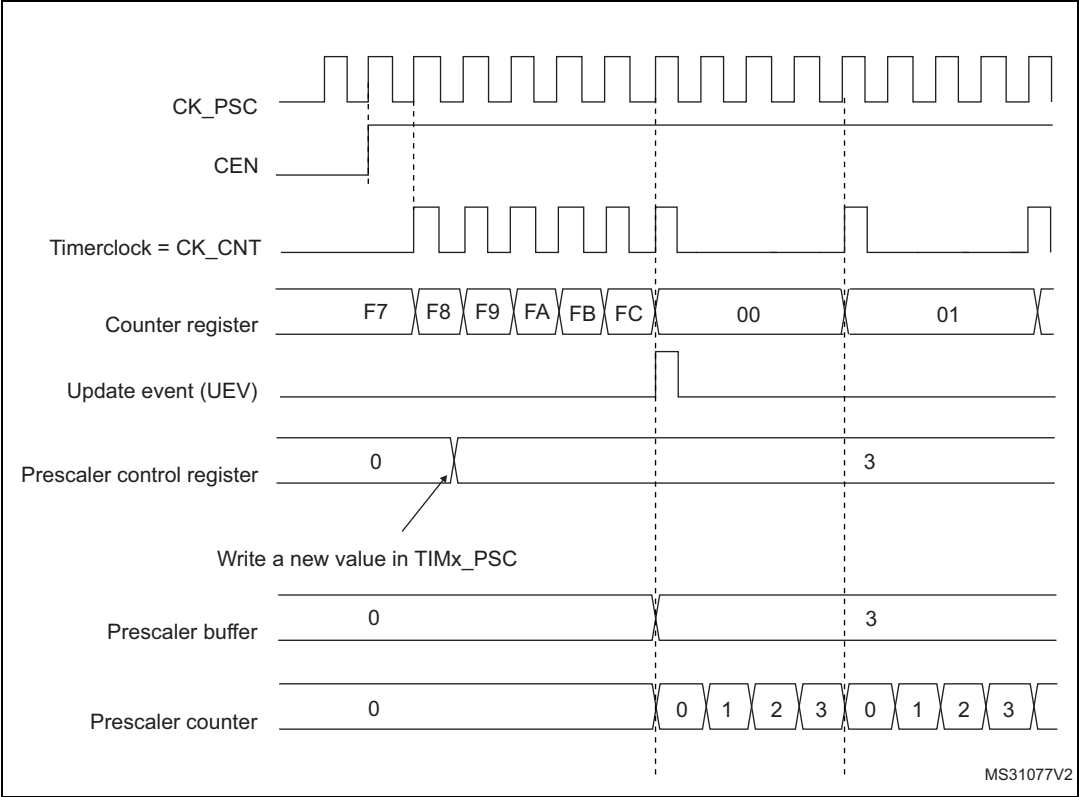 CK_PSC
CEN
Timerclock = CK_CNT
Counter register
F7 F8 F9 FA FB FC 00 01
Update event (UEV)
Prescaler control register
0 3
Write a new value in TIMx_PSC
Prescaler buffer
0 3
Prescaler counter
0 0 1 2 3 0 1 2 3
MS31077V2